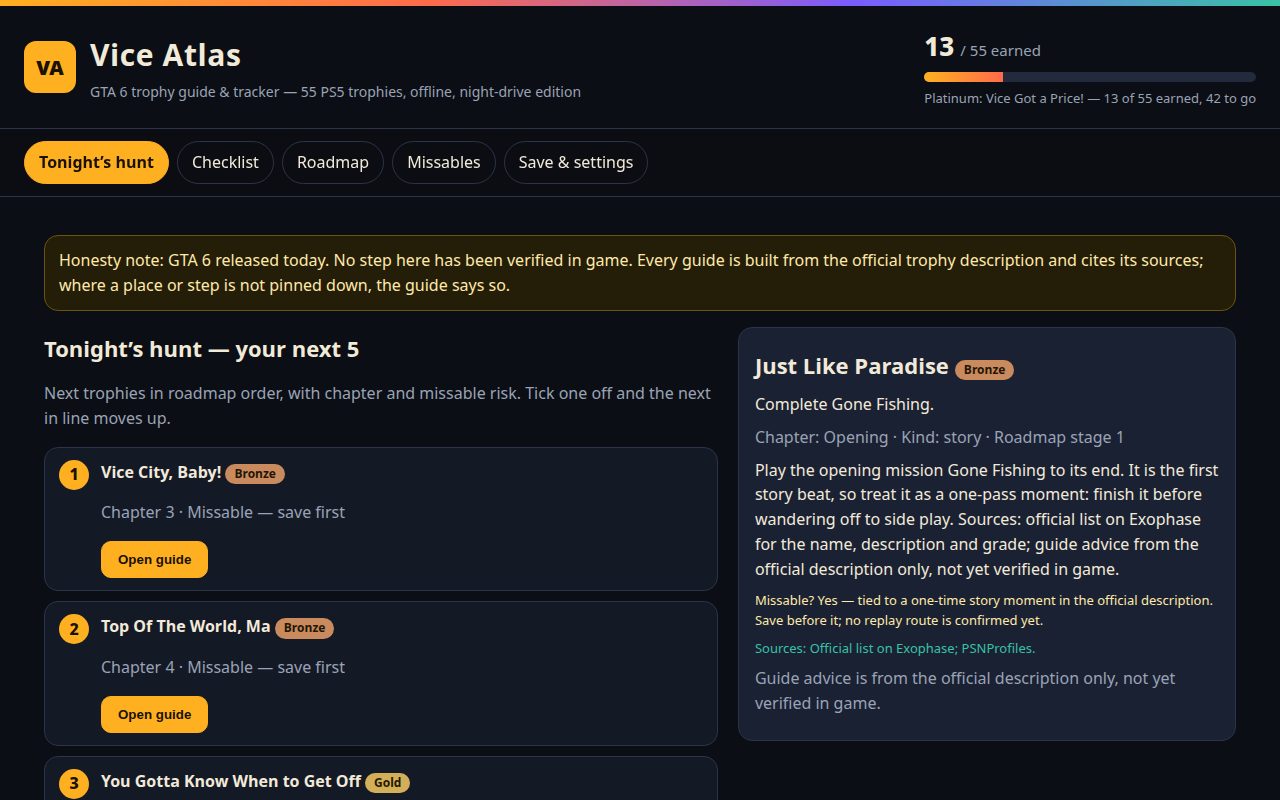 VA
Vice Atlas
GTA 6 trophy guide & tracker — 55 PS5 trophies, offline, night-drive edition
13 / 55 earned
Platinum: Vice Got a Price! — 13 of 55 earned, 42 to go
Tonight’s hunt
Checklist
Roadmap
Missables
Save & settings
Honesty note: GTA 6 released today. No step here has been verified in game. Every guide is built from the official trophy description and cites its sources;
where a place or step is not pinned down, the guide says so.
Tonight’s hunt — your next 5
Next trophies in roadmap order, with chapter and missable risk. Tick one off and the next
in line moves up.
1
Vice City, Baby! Bronze
Chapter 3 · Missable — save first
Open guide
2
Top Of The World, Ma Bronze
Chapter 4 · Missable — save first
Open guide
3
You Gotta Know When to Get Off Gold
Just Like Paradise Bronze
Complete Gone Fishing.
Chapter: Opening · Kind: story · Roadmap stage 1
Play the opening mission Gone Fishing to its end. It is the first
story beat, so treat it as a one-pass moment: finish it before
wandering off to side play. Sources: official list on Exophase
for the name, description and grade; guide advice from the
official description only, not yet verified in game.
Missable? Yes — tied to a one-time story moment in the official description.
Save before it; no replay route is confirmed yet.
Sources: Official list on Exophase; PSNProfiles.
Guide advice is from the official description only, not yet
verified in game.